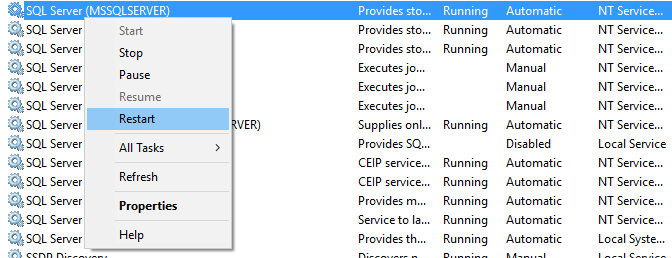 SQL Server (MSSQLSERVER) Provides sto... Running Automatic NT Service...
SQL Server Start Provides sto... Running Automatic NT Service...
SQL Server Stop Provides sto... Running Automatic NT Service...
SQL Server Pause Executes jo... Manual NT Service...
SQL Server Resume Executes jo... Manual NT Service...
SQL Server Restart Executes jo... Manual NT Service...
SQL Server RVER) Supplies onl... Running Automatic NT Service...
SQL Server All Tasks Provides SQ... Disabled Local Service
SQL Server Refresh CEIP service... Running Automatic NT Service...
SQL Server CEIP service... Running Automatic NT Service...
SQL Server Properties Provides m... Running Automatic NT Service...
SQL Server Service to la... Running Automatic NT Service...
SQL Server Help Provides th... Running Automatic Local Syste...
SSDP Discovery Discovers n... Running Manual Local Service